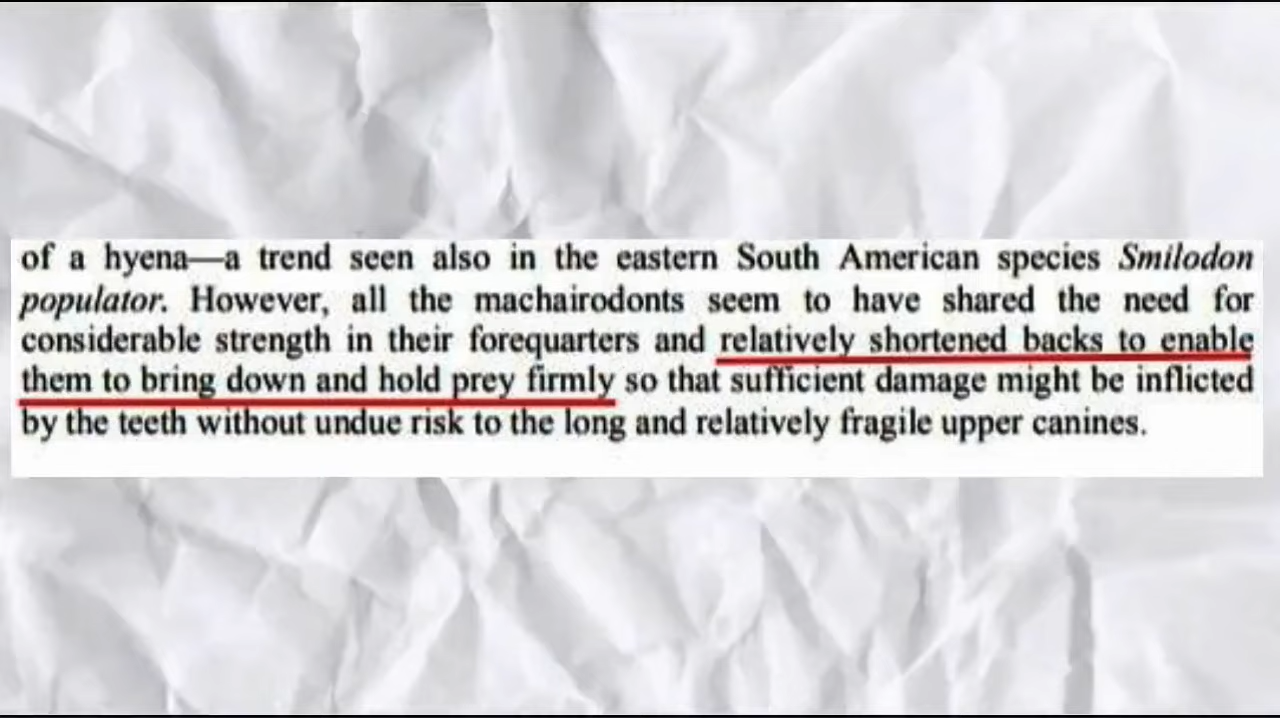 of a hyena—a trend seen also in the eastern South American species Smilodon
populator. However, all the machairodonts seem to have shared the need for
considerable strength in their forequarters and relatively shortened backs to enable
them to bring down and hold prey firmly so that sufficient damage might be inflicted
by the teeth without undue risk to the long and relatively fragile upper canines.